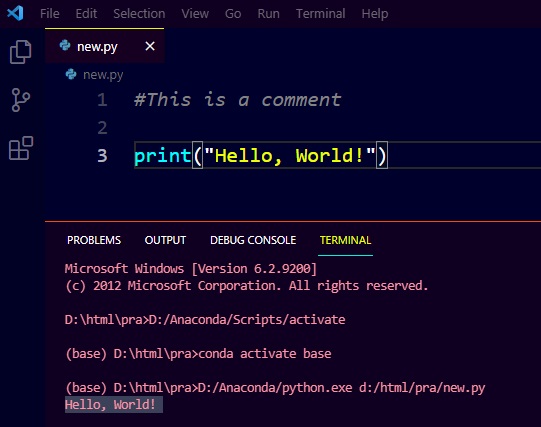 File Edit Selection View Go Run Terminal Help
new.py
new.py
1 #This is a comment
2
3 print("Hello, World!")
PROBLEMS OUTPUT DEBUG CONSOLE TERMINAL
Microsoft Windows [Version 6.2.9200]
(c) 2012 Microsoft Corporation. All rights reserved.
D:\html\pra>D:/Anaconda/Scripts/activate
(base) D:\html\pra>conda activate base
(base) D:\html\pra>D:/Anaconda/python.exe d:/html/pra/new.py
Hello, World!